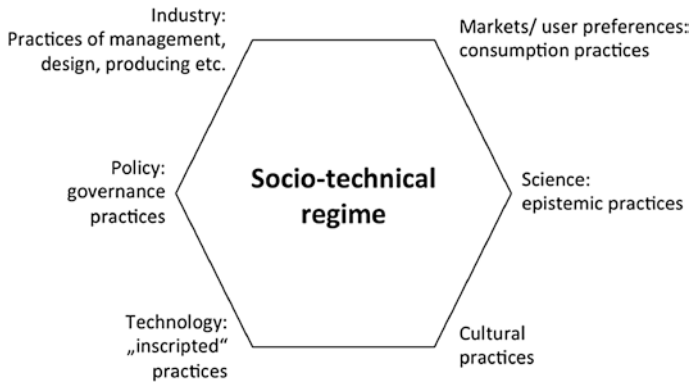 Industry:
Practices of management,
design, producing etc.
Markets/ user preferences:
consumption practices
Policy:
governance
practices
Socio-technical
regime
Science:
epistemic practices
Technology:
„inscripted“
practices
Cultural
practices